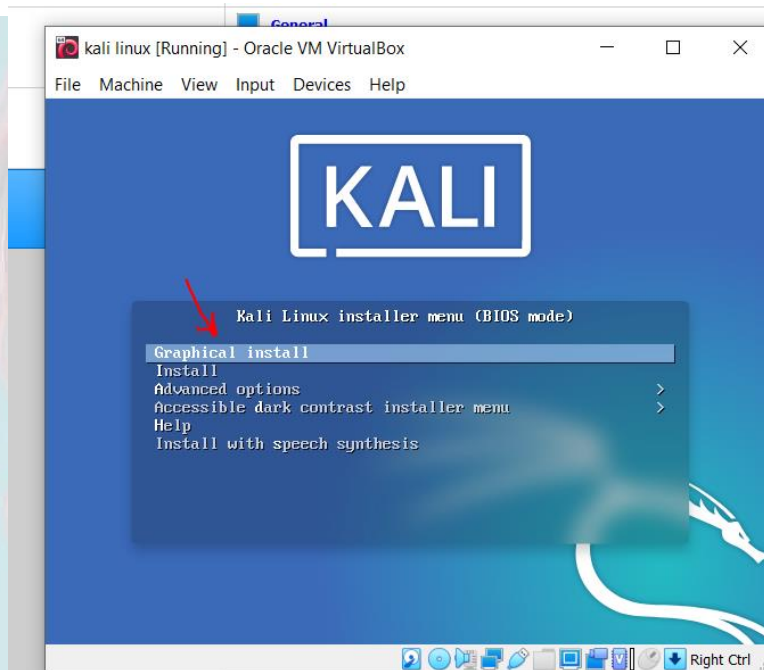 General
kali linux [Running] - Oracle VM VirtualBox
File Machine View Input Devices Help
KALI
Kali Linux installer menu (BIOS mode)
Graphical install
Install
Advanced options >
Accessible dark contrast installer menu >
Help
Install with speech synthesis
Right Ctrl